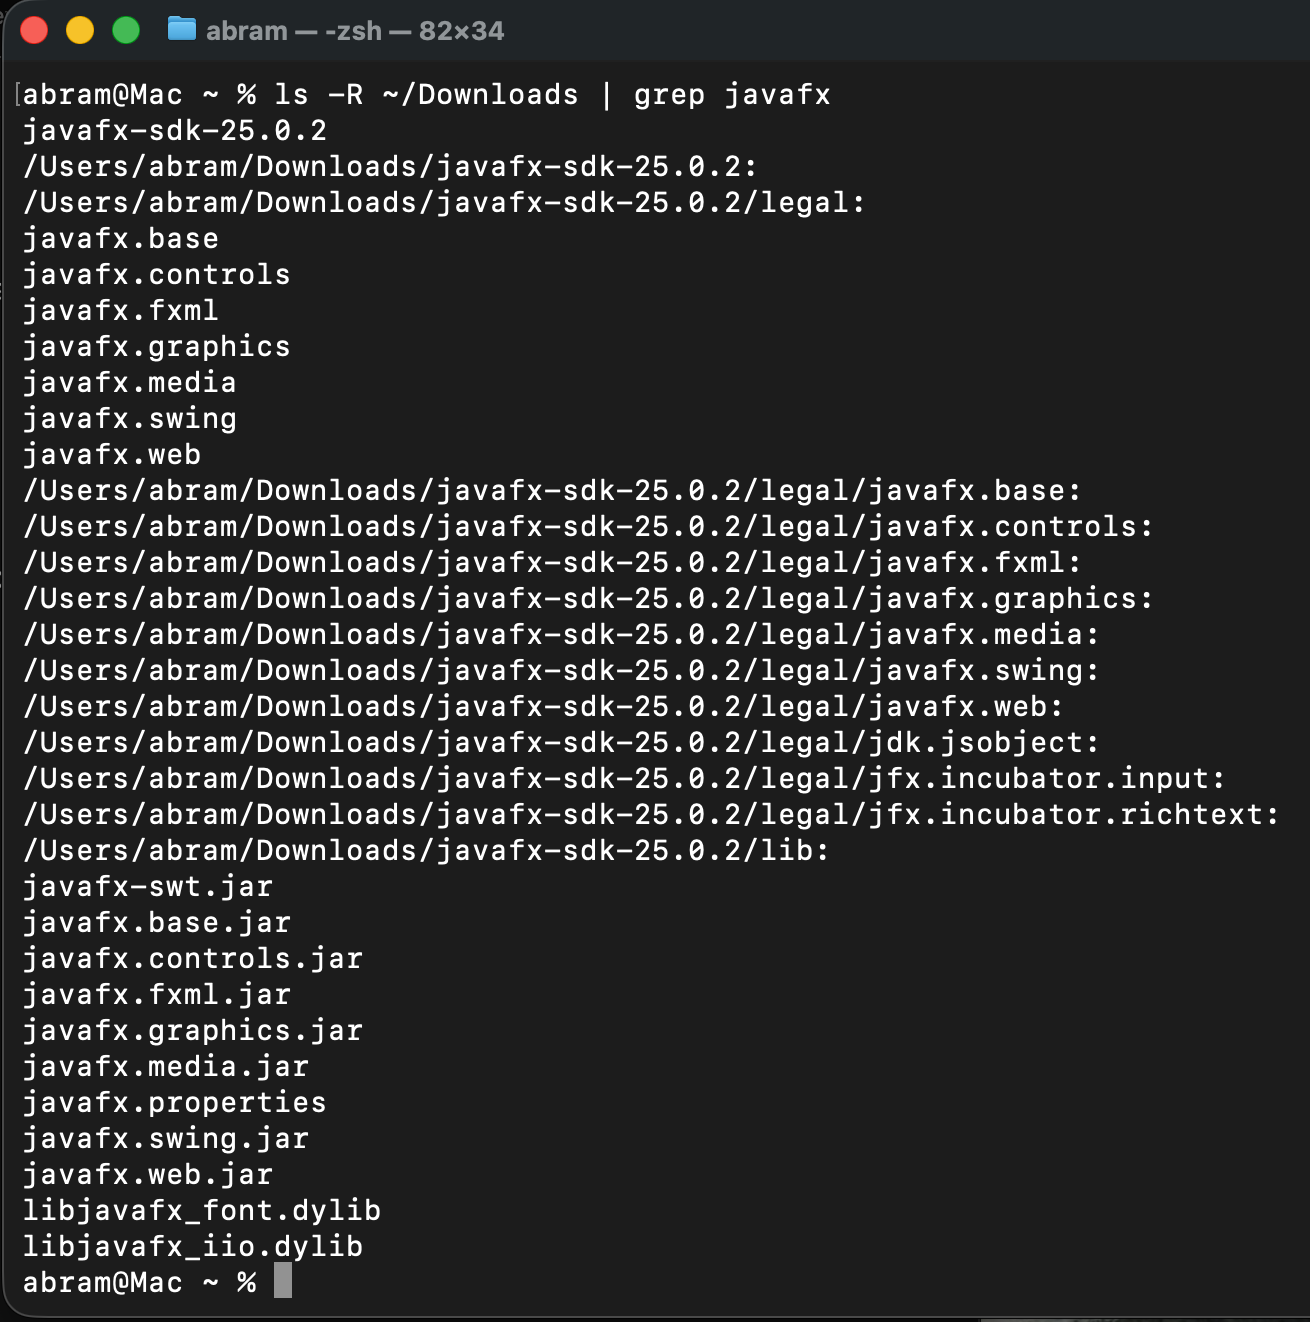 abram — -zsh — 82×34
[abram@Mac ~ % ls -R ~/Downloads | grep javafx
javafx-sdk-25.0.2
/Users/abram/Downloads/javafx-sdk-25.0.2:
/Users/abram/Downloads/javafx-sdk-25.0.2/legal:
javafx.base
javafx.controls
javafx.fxml
javafx.graphics
javafx.media
javafx.swing
javafx.web
/Users/abram/Downloads/javafx-sdk-25.0.2/legal/javafx.base:
/Users/abram/Downloads/javafx-sdk-25.0.2/legal/javafx.controls:
/Users/abram/Downloads/javafx-sdk-25.0.2/legal/javafx.fxml:
/Users/abram/Downloads/javafx-sdk-25.0.2/legal/javafx.graphics:
/Users/abram/Downloads/javafx-sdk-25.0.2/legal/javafx.media:
/Users/abram/Downloads/javafx-sdk-25.0.2/legal/javafx.swing:
/Users/abram/Downloads/javafx-sdk-25.0.2/legal/javafx.web:
/Users/abram/Downloads/javafx-sdk-25.0.2/legal/jdk.jsobject:
/Users/abram/Downloads/javafx-sdk-25.0.2/legal/jfx.incubator.input:
/Users/abram/Downloads/javafx-sdk-25.0.2/legal/jfx.incubator.richtext:
/Users/abram/Downloads/javafx-sdk-25.0.2/lib:
javafx-swt.jar
javafx.base.jar
javafx.controls.jar
javafx.fxml.jar
javafx.graphics.jar
javafx.media.jar
javafx.properties
javafx.swing.jar
javafx.web.jar
libjavafx_font.dylib
libjavafx_iio.dylib
abram@Mac ~ %